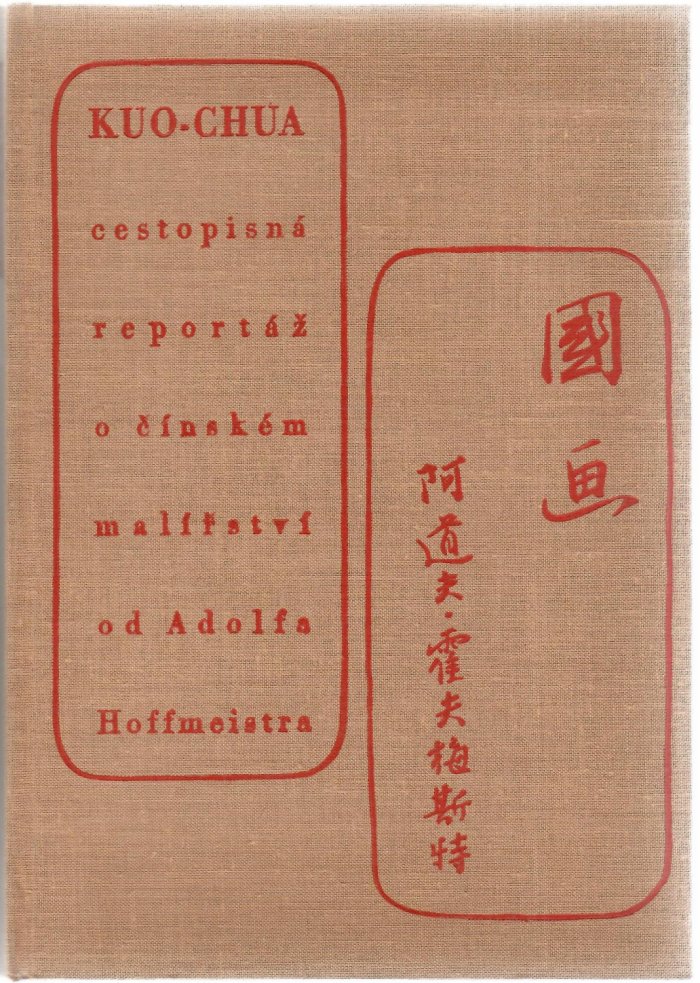 KUO-CHUA
cestopisná
reportáž
o čínském
malířství
od Adolfa
Hoffmeistra
國画
阿道夫·霍夫梅斯特